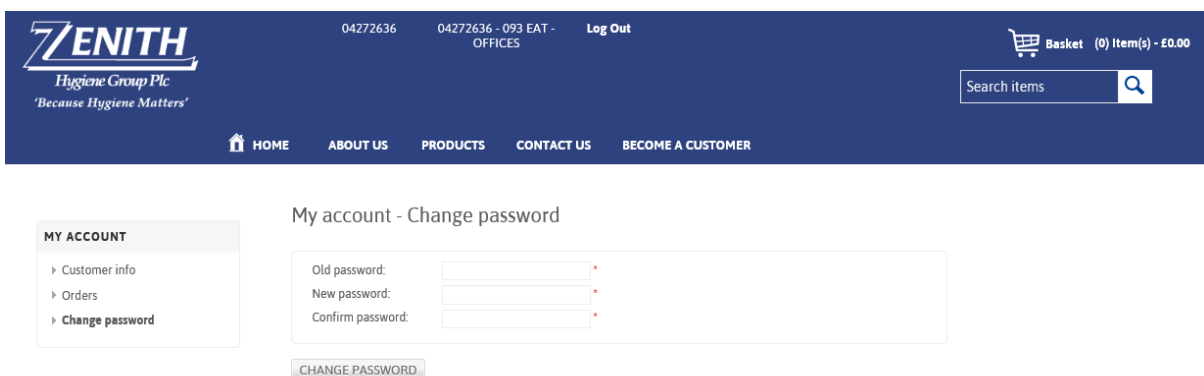 ZENITH
Hygiene Group Plc
'Because Hygiene Matters'
04272636
04272636 - 093 EAT -
OFFICES
Log Out
Basket (0) Item(s) - £0.00
Search items
HOME ABOUT US PRODUCTS CONTACT US BECOME A CUSTOMER
MY ACCOUNT
Customer info
Orders
Change password
My account - Change password
Old password: *
New password: *
Confirm password: *
CHANGE PASSWORD